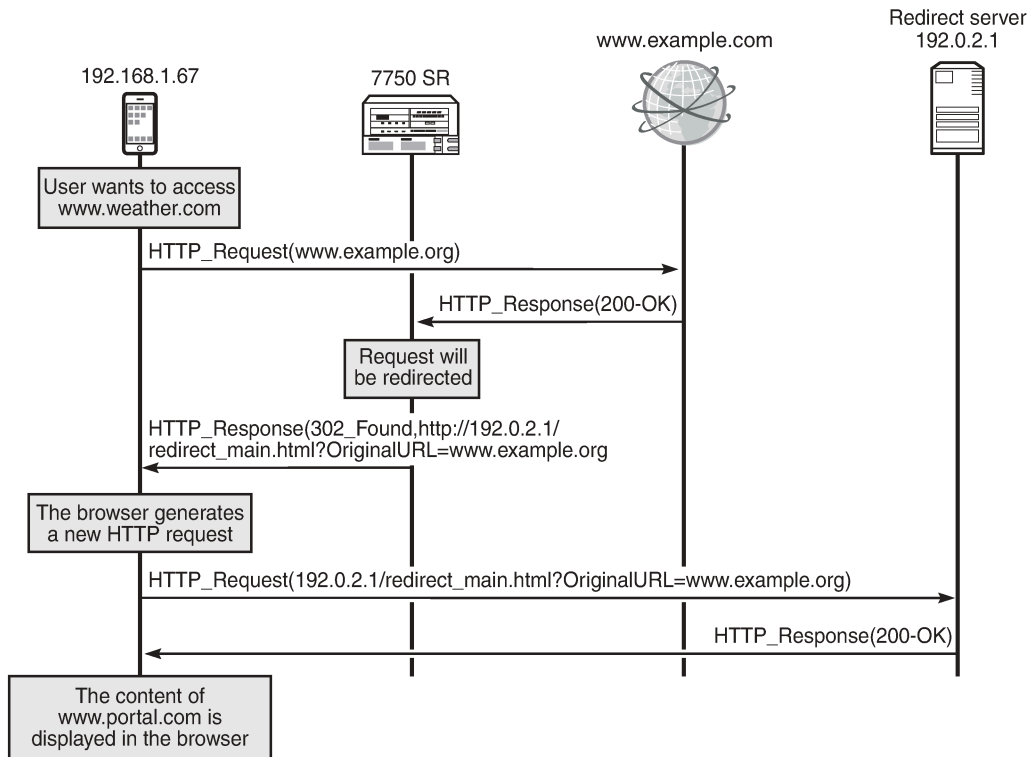 Redirect server
192.0.2.1
www.example.com
7750 SR
192.168.1.67
User wants to access
www.weather.com
HTTP_Request(www.example.org)
HTTP_Response(200-OK)
Request will
be redirected
HTTP_Response(302_Found,http://192.0.2.1/
redirect_main.html?OriginalURL=www.example.org
The browser generates
a new HTTP request
HTTP_Request(192.0.2.1/redirect_main.html?OriginalURL=www.example.org)
HTTP_Response(200-OK)
The content of
www.portal.com is
displayed in the browser